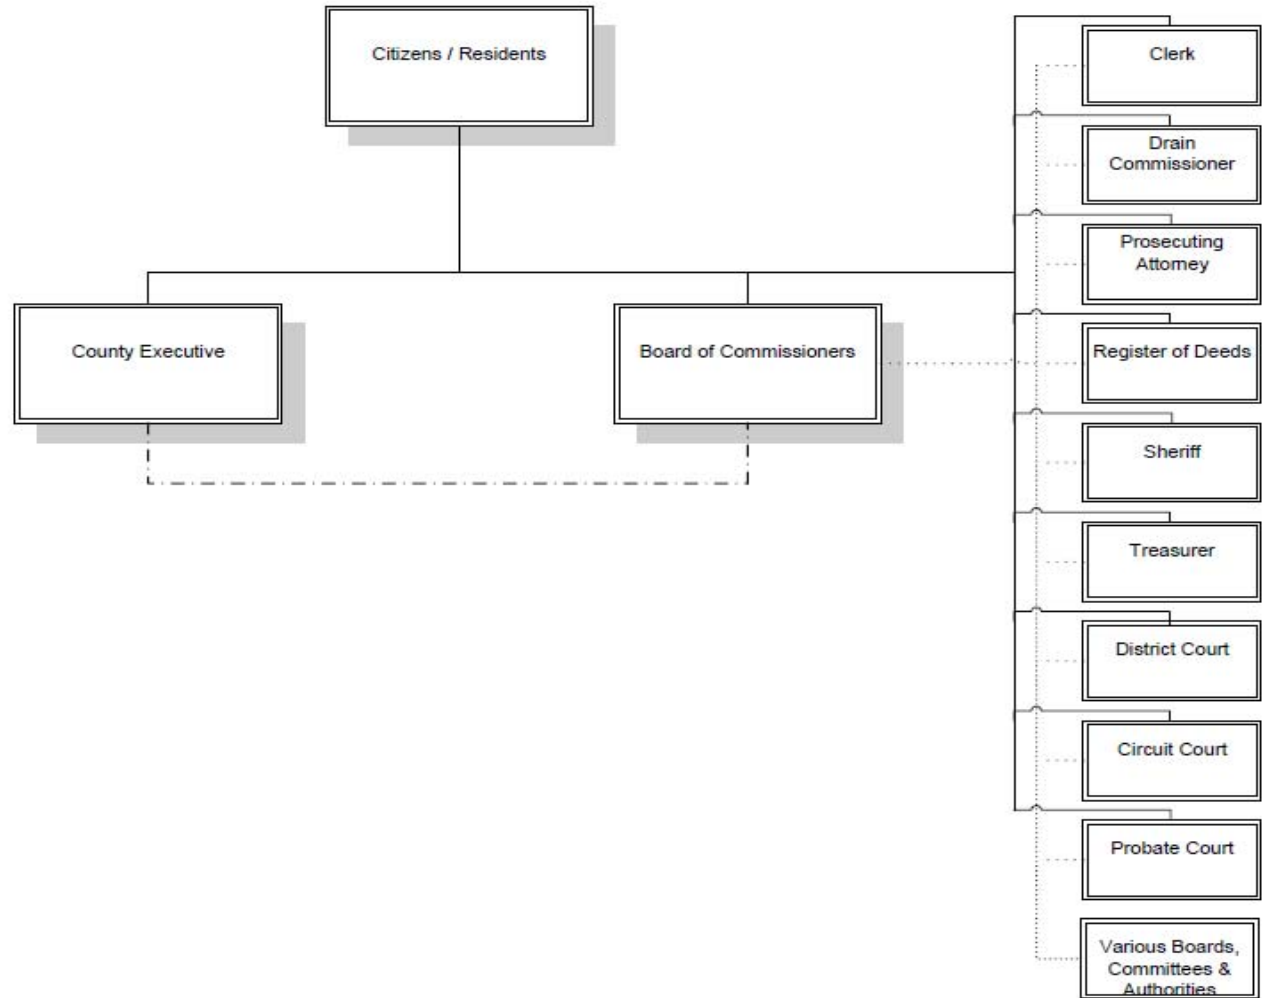 Citizens / Residents
County Executive
Board of Commissioners
Clerk
Drain
Commissioner
Prosecuting
Attorney
Register of Deeds
Sheriff
Treasurer
District Court
Circuit Court
Probate Court
Various Boards,
Committees &
Authorities